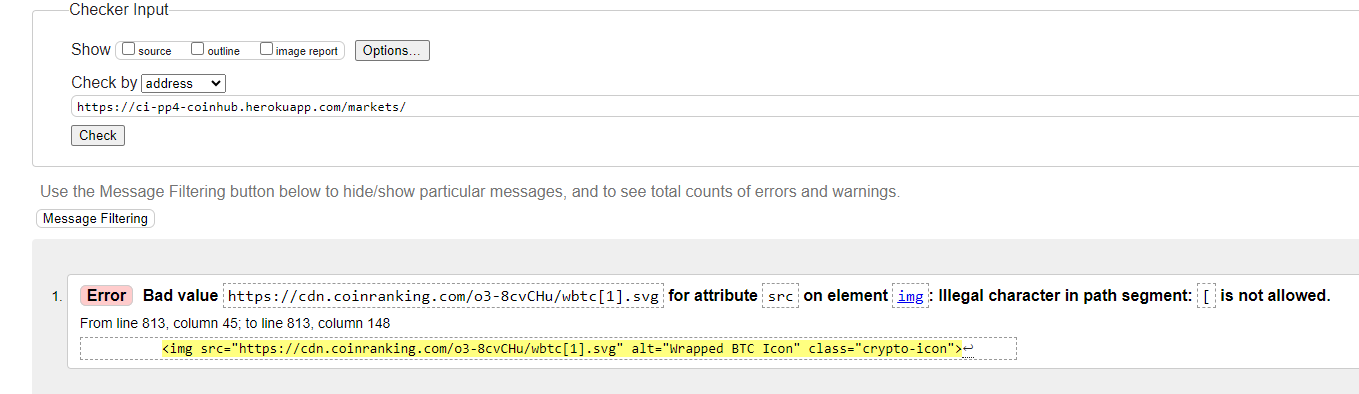 Checker Input
Show source outline image report Options...
Check by address
https://ci-pp4-coinhub.herokuapp.com/markets/
Check
Use the Message Filtering button below to hide/show particular messages, and to see total counts of errors and warnings.
Message Filtering
1. Error Bad value https://cdn.coinranking.com/o3-8cvCHu/wbtc[1].svg for attribute src on element img: Illegal character in path segment: [ is not allowed.
From line 813, column 45; to line 813, column 148
<img src="https://cdn.coinranking.com/o3-8cvCHu/wbtc[1].svg" alt="Wrapped BTC Icon" class="crypto-icon">↩